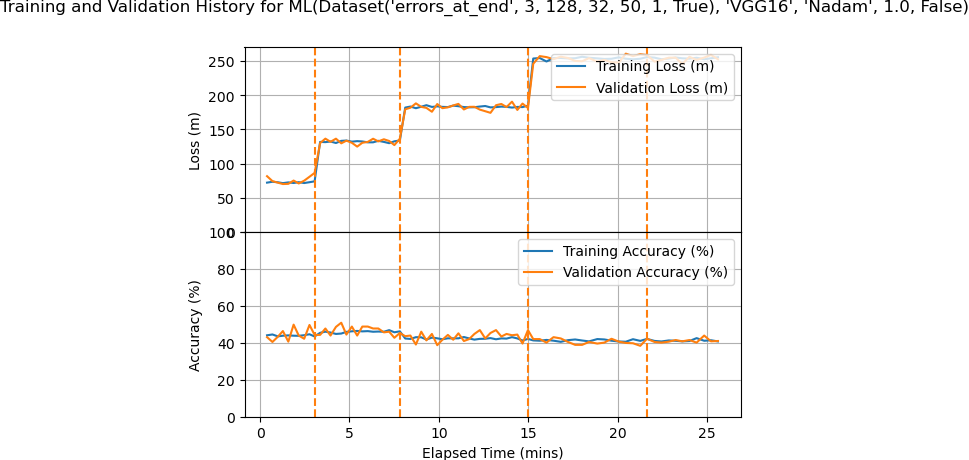 Training and Validation History for ML(Dataset('errors_at_end', 3, 128, 32, 50, 1, True), 'VGG16', 'Nadam', 1.0, False)
250
200
150
100
50
0
Loss (m)
Training Loss (m)
Validation Loss (m)
100
80
60
40
20
0
Accuracy (%)
Training Accuracy (%)
Validation Accuracy (%)
0 5 10 15 20 25
Elapsed Time (mins)